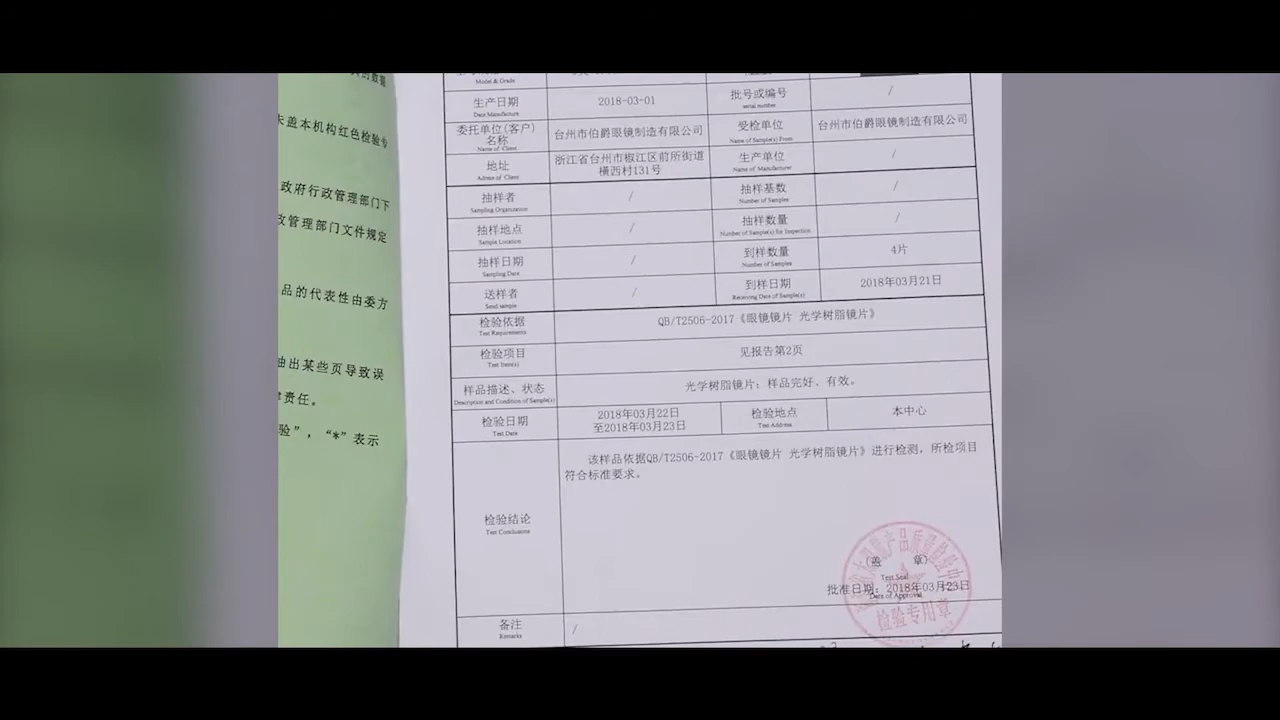 的数据
未盖本机构红色检验专
政府行政管理部门下
政管理部门文件规定
品的代表性由委方
抽出某些页导致误
责任。
验”，“*”表示
Model & Grade
生产日期
Date Manufacture
2018-03-01
批号或编号
serial number
/
委托单位(客户)
名称
Name of Client
台州市伯爵眼镜制造有限公司
受检单位
Name of Sample(s) From
台州市伯爵眼镜制造有限公司
地址
Adress of Client
浙江省台州市椒江区前所街道
横西村131号
生产单位
Name of Manufacturer
/
抽样者
Sampling Organization
/
抽样基数
Number of Samples
/
抽样地点
Sample Location
/
抽样数量
Number of Sample(s) for Inspection
/
抽样日期
Sampling Date
/
到样数量
Number of Samples
4片
送样者
Send sample
/
到样日期
Receiving Date of Sample(s)
2018年03月21日
检验依据
Test Requirements
QB/T2506-2017《眼镜镜片 光学树脂镜片》
检验项目
Test Item(s)
见报告第2页
样品描述、状态
Description and Condition of Sample(s)
光学树脂镜片：样品完好、有效。
检验日期
Test Date
2018年03月22日
至2018年03月23日
检验地点
Test Address
本中心
检验结论
Test Conclusions
该样品依据QB/T2506-2017《眼镜镜片 光学树脂镜片》进行检测，所检项目
符合标准要求。
(盖 章)
Test Seal
批准日期：2018年03月23日
Date of Approval
检验专用章
备注
Remarks
/